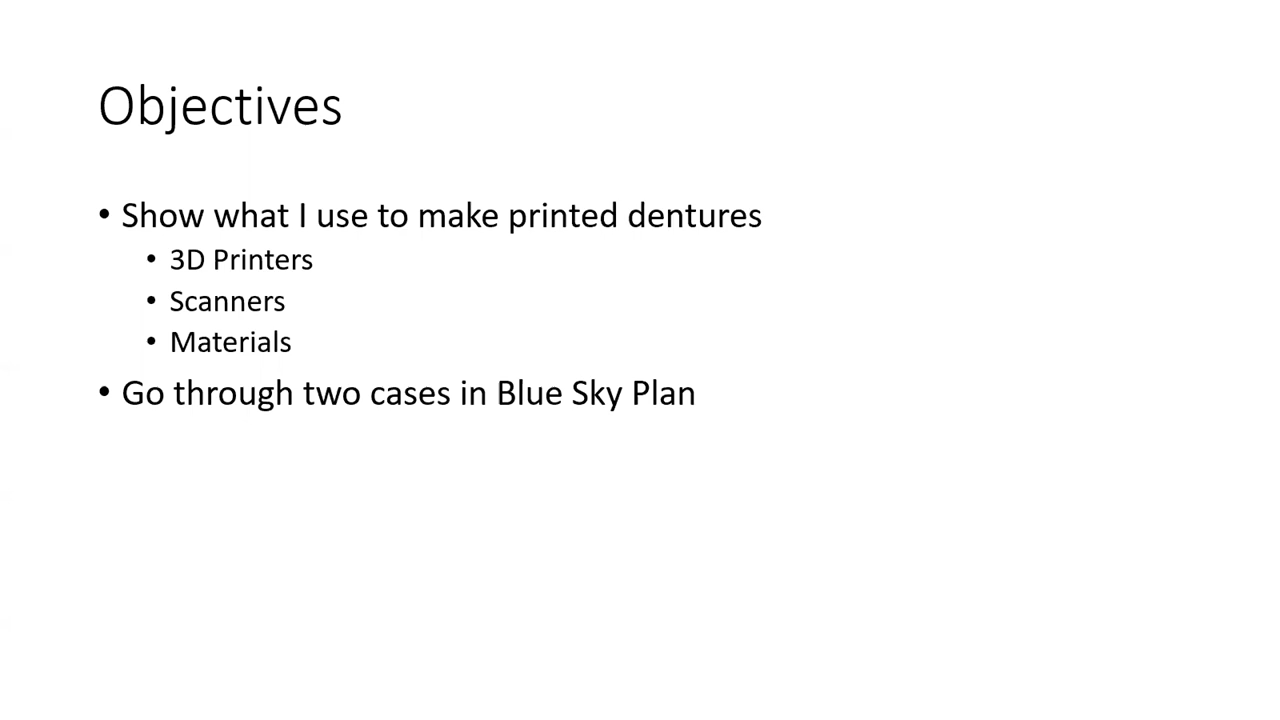 Objectives
• Show what I use to make printed dentures
• 3D Printers
• Scanners
• Materials
• Go through two cases in Blue Sky Plan